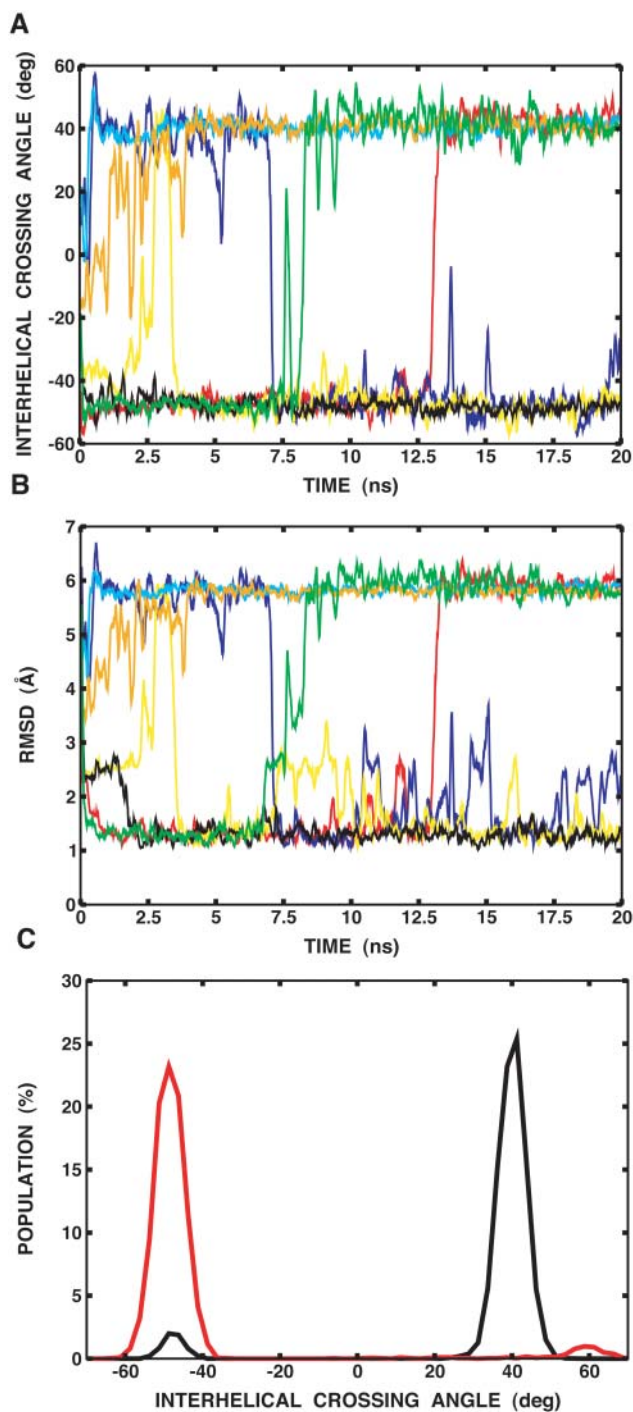 A
INTERHELICAL CROSSING ANGLE (deg)
60
40
20
0
-20
-40
-60
0 2.5 5 7.5 10 12.5 15 17.5 20
TIME (ns)
B
RMSD (Å)
7
6
5
4
3
2
1
0
0 2.5 5 7.5 10 12.5 15 17.5 20
TIME (ns)
C
POPULATION (%)
30
25
20
15
10
5
0
-60 -40 -20 0 20 40 60
INTERHELICAL CROSSING ANGLE (deg)